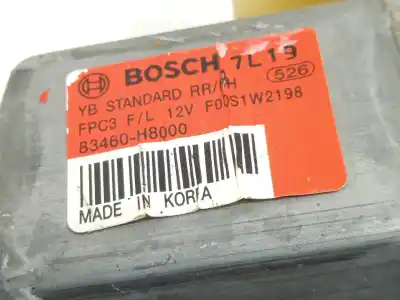 BOSCH 7L19
526
YB STANDARD RR/RH
FPC3 F/L 12V F00S1W2198
83460-H8000
MADE IN KOREA